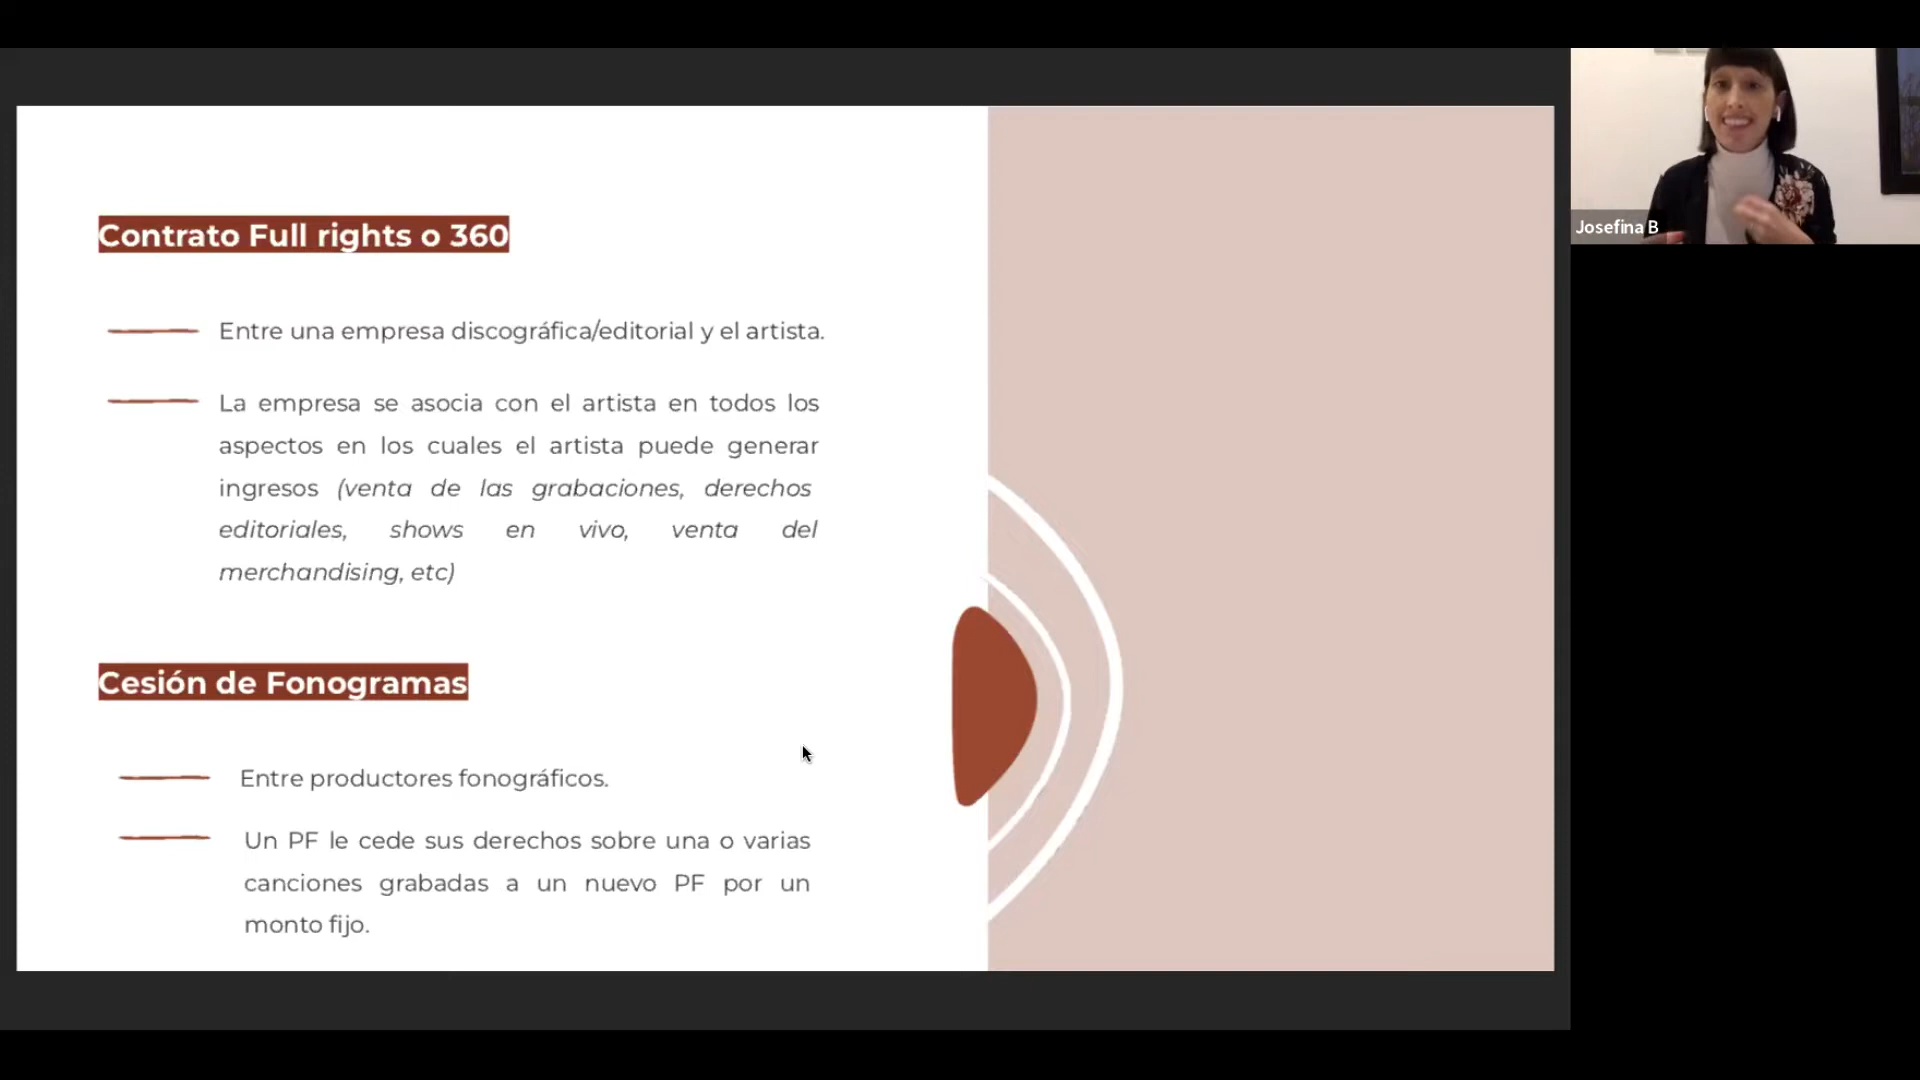 Contrato Full rights o 360
Entre una empresa discográfica/editorial y el artista.
La empresa se asocia con el artista en todos los
aspectos en los cuales el artista puede generar
ingresos (venta de las grabaciones, derechos
editoriales, shows en vivo, venta del
merchandising, etc)
Cesión de Fonogramas
Entre productores fonográficos.
Un PF le cede sus derechos sobre una o varias
canciones grabadas a un nuevo PF por un
monto fijo.
Josefina B